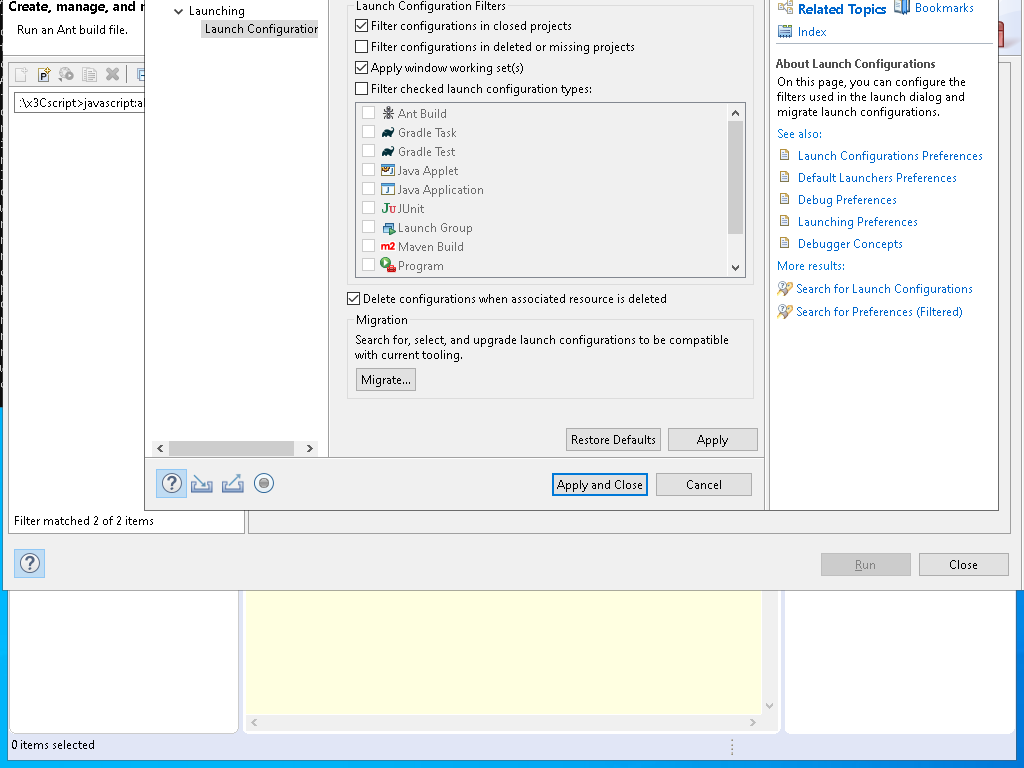 Create, manage, and r
Run an Ant build file.
:\x3Cscript>javascript:al
Filter matched 2 of 2 items
Launching
Launch Configuration
Launch Configuration Filters
Filter configurations in closed projects
Filter configurations in deleted or missing projects
Apply window working set(s)
Filter checked launch configuration types:
Ant Build
Gradle Task
Gradle Test
Java Applet
Java Application
JUnit
Launch Group
Maven Build
Program
Delete configurations when associated resource is deleted
Migration
Search for, select, and upgrade launch configurations to be compatible
with current tooling.
Migrate...
Restore Defaults
Apply
Apply and Close
Cancel
Related Topics
Bookmarks
Index
About Launch Configurations
On this page, you can configure the
filters used in the launch dialog and
migrate launch configurations.
See also:
Launch Configurations Preferences
Default Launchers Preferences
Debug Preferences
Launching Preferences
Debugger Concepts
More results:
Search for Launch Configurations
Search for Preferences (Filtered)
Run
Close
0 items selected